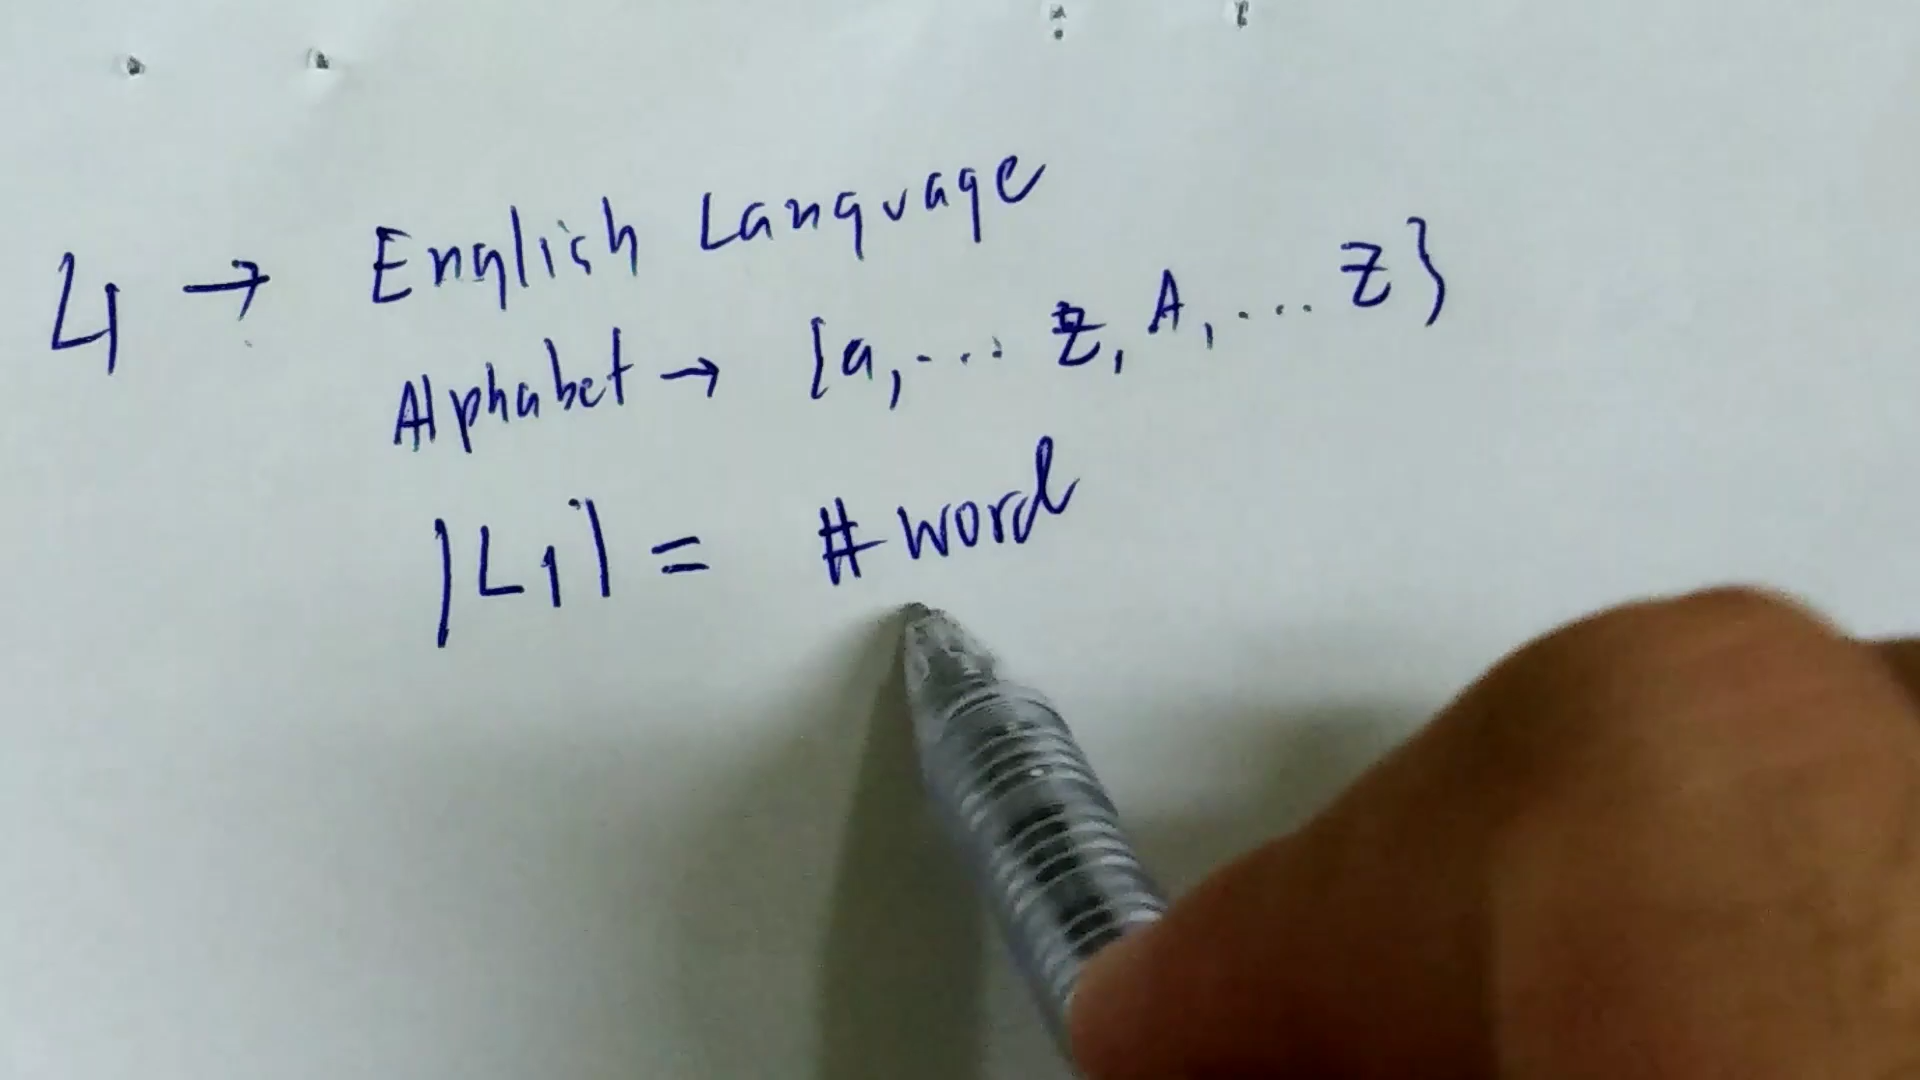 L1 → English Language
Alphabet → {a, ... z, A, ... Z}
|L1| = # word